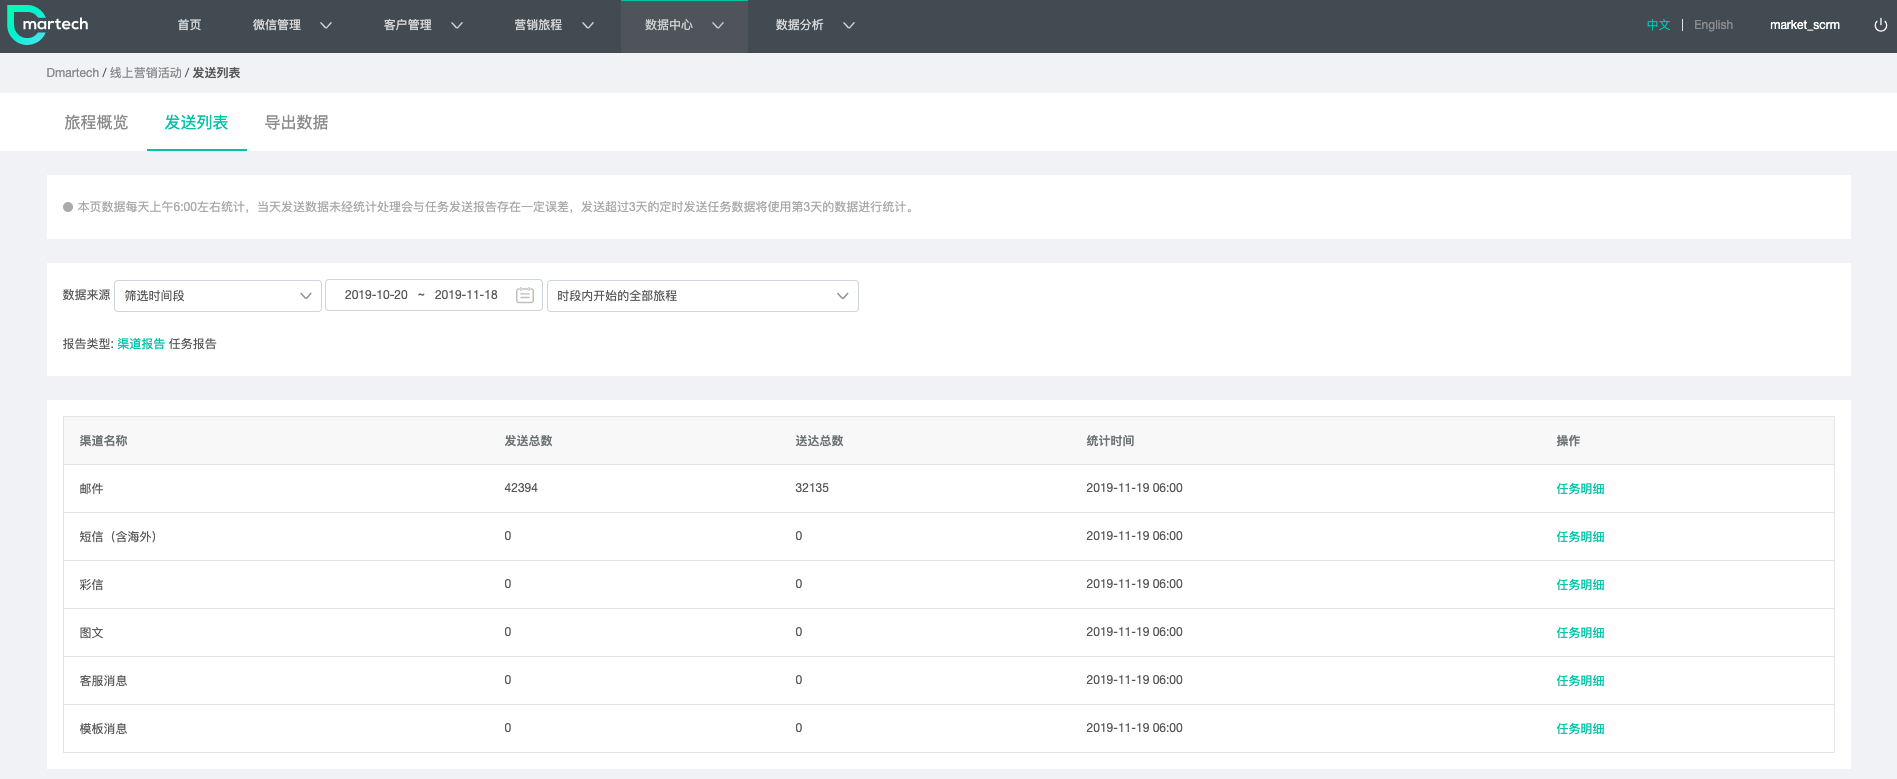 Dmartech 首页 微信管理 客户管理 营销旅程 数据中心 数据分析 中文 | English market_scrm
Dmartech / 线上营销活动 / 发送列表
旅程概览 发送列表 导出数据
本页数据每天上午6:00左右统计，当天发送数据未经统计处理会与任务发送报告存在一定误差，发送超过3天的定时发送任务数据将使用第3天的数据进行统计。
数据来源 筛选时间段 2019-10-20 ~ 2019-11-18 时段内开始的全部旅程
报告类型: 渠道报告 任务报告
渠道名称 发送总数 送达总数 统计时间 操作
邮件 42394 32135 2019-11-19 06:00 任务明细
短信（含海外） 0 0 2019-11-19 06:00 任务明细
彩信 0 0 2019-11-19 06:00 任务明细
图文 0 0 2019-11-19 06:00 任务明细
客服消息 0 0 2019-11-19 06:00 任务明细
模板消息 0 0 2019-11-19 06:00 任务明细